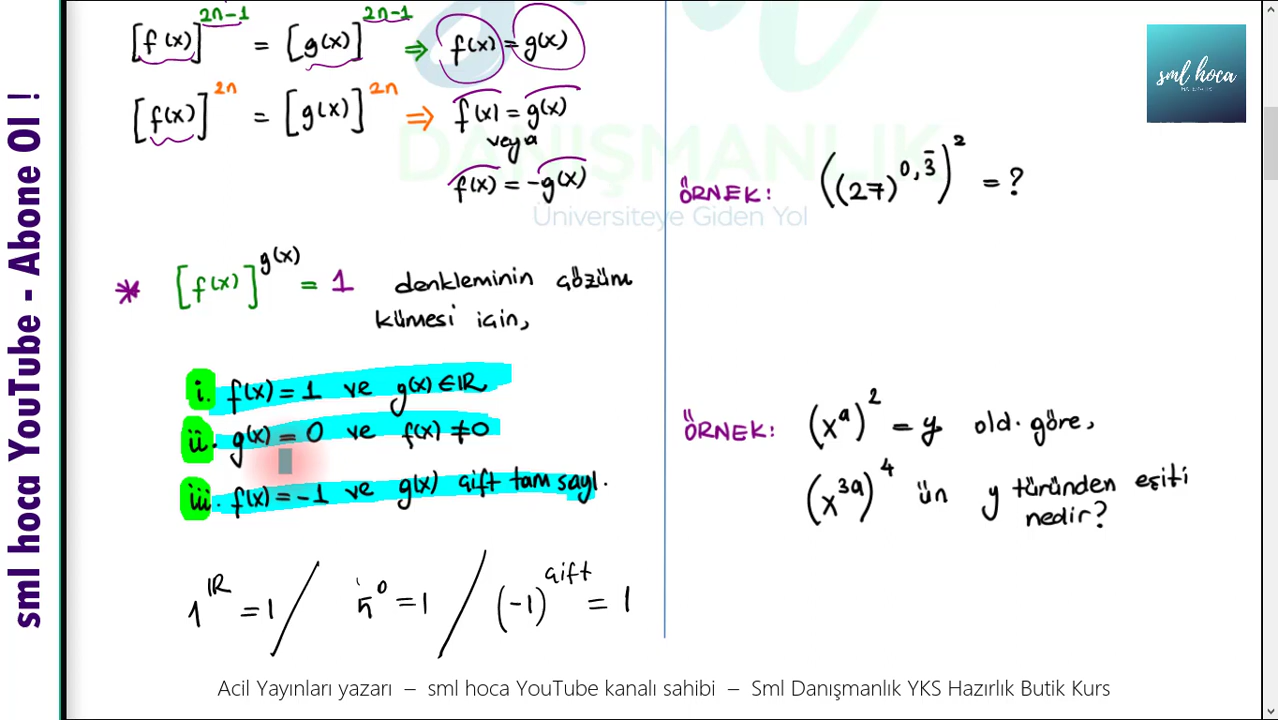 sml hoca YouTube - Abone Ol !
[f(x)]^{2n-1} = [g(x)]^{2n-1} ⇒ f(x) = g(x)
[f(x)]^{2n} = [g(x)]^{2n} ⇒ f(x) = g(x)
veya
f(x) = -g(x)
* [f(x)]^{g(x)} = 1 denkleminin çözüm
kümesi için,
i. f(x) = 1 ve g(x) ∈ IR
ii. g(x) = 0 ve f(x) ≠ 0
iii. f(x) = -1 ve g(x) çift tam sayı.
1^{IR} = 1 / 5^0 = 1 / (-1)^{çift} = 1
sml hoca
DANIŞMANLIK
Üniversiteye Giden Yol
ÖRNEK: ((27)^{0,\overline{3}})^2 = ?
ÖRNEK: (x^a)^2 = y old. göre,
(x^{3a})^4 ün y türünden eşiti
nedir?
Acil Yayınları yazarı – sml hoca YouTube kanalı sahibi – Sml Danışmanlık YKS Hazırlık Butik Kurs